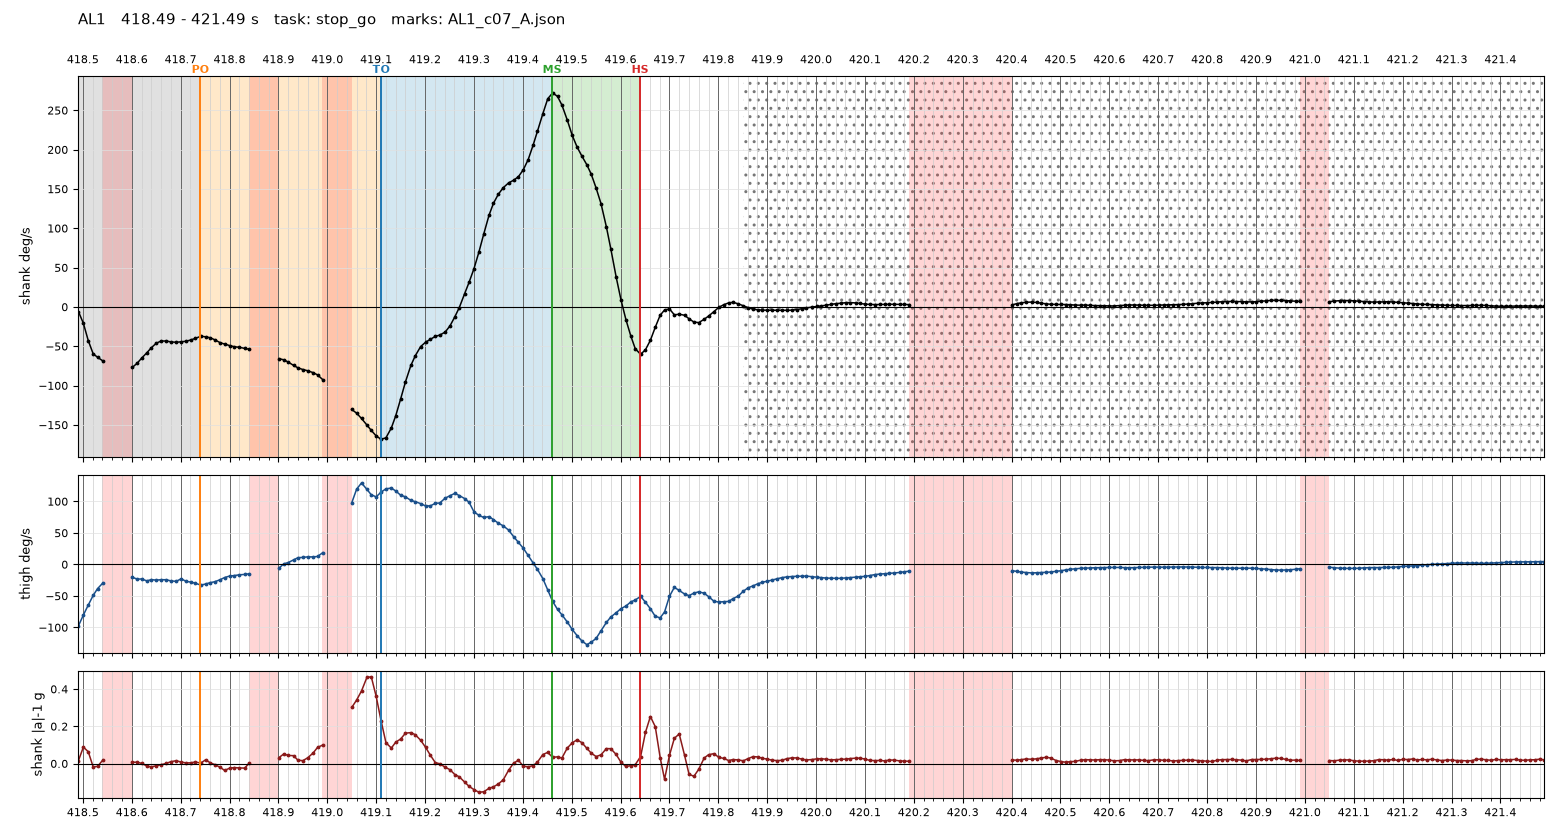 AL1   418.49 - 421.49 s   task: stop_go   marks: AL1_c07_A.json
418.5 418.6 418.7 418.8 418.9 419.0 419.1 419.2 419.3 419.4 419.5 419.6 419.7 419.8 419.9 420.0 420.1 420.2 420.3 420.4 420.5 420.6 420.7 420.8 420.9 421.0 421.1 421.2 421.3 421.4
PO TO MS HS
shank deg/s
250
200
150
100
50
0
−50
−100
−150
thigh deg/s
100
50
0
−50
−100
shank |a|-1 g
0.4
0.2
0.0
418.5 418.6 418.7 418.8 418.9 419.0 419.1 419.2 419.3 419.4 419.5 419.6 419.7 419.8 419.9 420.0 420.1 420.2 420.3 420.4 420.5 420.6 420.7 420.8 420.9 421.0 421.1 421.2 421.3 421.4